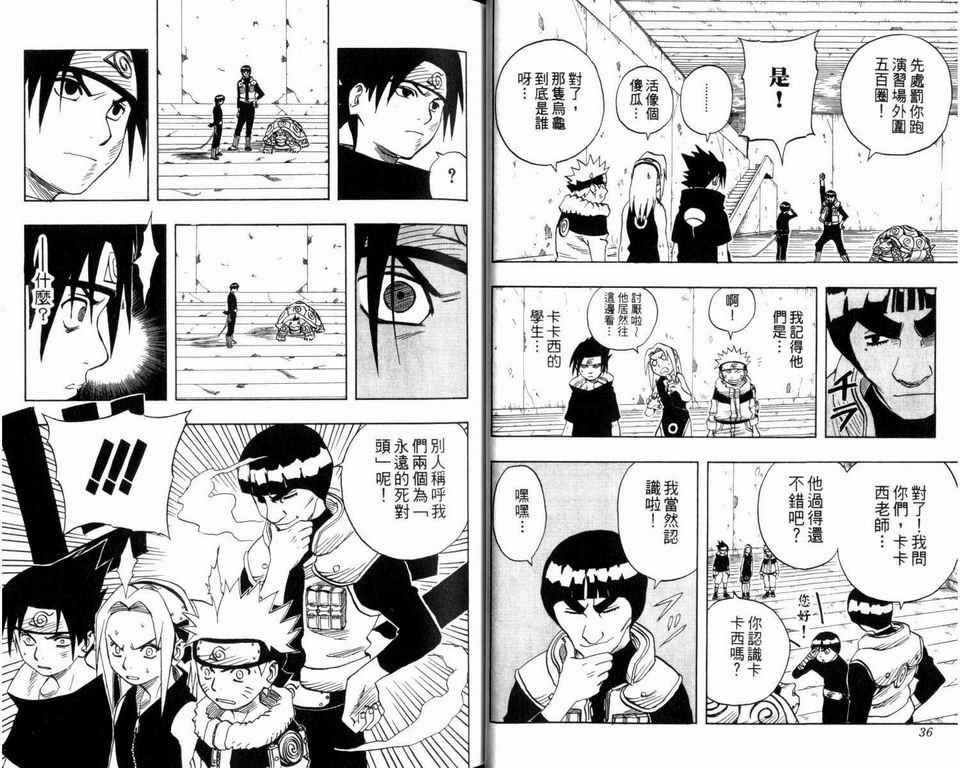 先處罰你跑
演習場外圍
五百圈！
是！
……
活像個
傻瓜…
對了，
那隻烏龜
到底是誰
呀…
チラ
我記得他
們是…
啊！
討厭啦～
他居然往
這邊看…
卡卡西的
學生…
對了！我問
你們，卡卡
西老師…
他過得還
不錯吧？
您好！
你認識卡
卡西嗎？
我當然認
識啦！
嘿嘿…
36
？
什麼？
別人稱呼我
們兩個為「
永遠的死對
頭」呢！
!!!